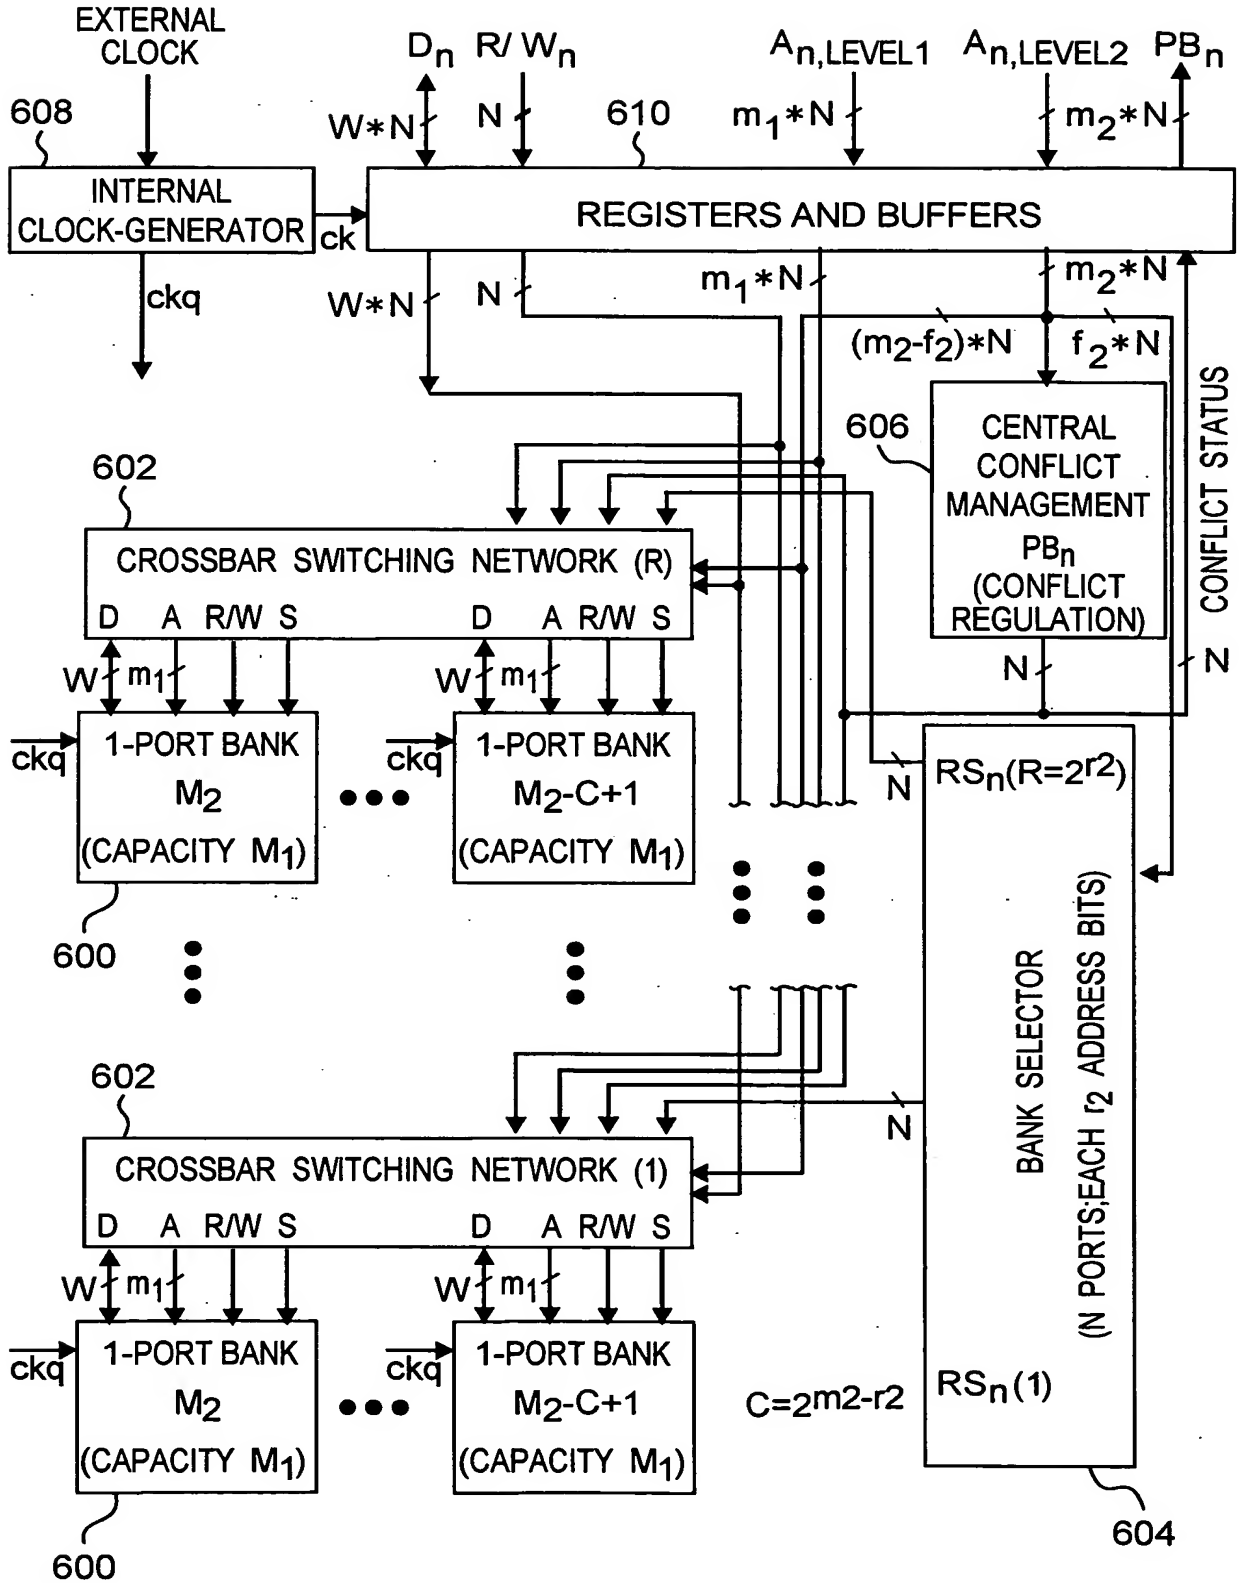 EXTERNAL
CLOCK
Dn
R/ Wn
An,LEVEL1
An,LEVEL2
PBn
608
W*N
N
610
m1*N
m2*N
INTERNAL
CLOCK-GENERATOR
ck
REGISTERS AND BUFFERS
ckq
W*N
N
m1*N
m2*N
(m2-f2)*N
f2*N
CONFLICT STATUS
606
CENTRAL
CONFLICT
MANAGEMENT
PBn
(CONFLICT
REGULATION)
602
CROSSBAR SWITCHING NETWORK (R)
D A R/W S
D A R/W S
W
m1
W
m1
N
N
ckq
1-PORT BANK
M2
(CAPACITY M1)
ckq
1-PORT BANK
M2-C+1
(CAPACITY M1)
N
RSn(R=2r2)
600
BANK SELECTOR
(N PORTS;EACH r2 ADDRESS BITS)
602
N
CROSSBAR SWITCHING NETWORK (1)
D A R/W S
D A R/W S
W
m1
W
m1
ckq
1-PORT BANK
M2
(CAPACITY M1)
ckq
1-PORT BANK
M2-C+1
(CAPACITY M1)
C=2m2-r2
RSn(1)
600
604